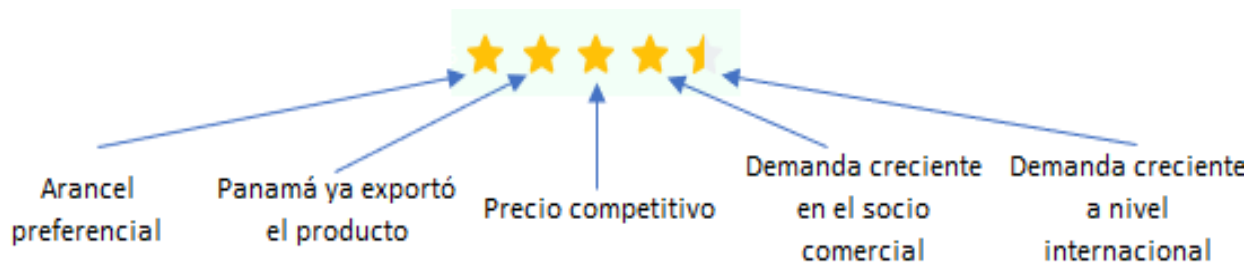 Arancel
preferencial
Panamá ya exportó
el producto
Precio competitivo
Demanda creciente
en el socio
comercial
Demanda creciente
a nivel
internacional